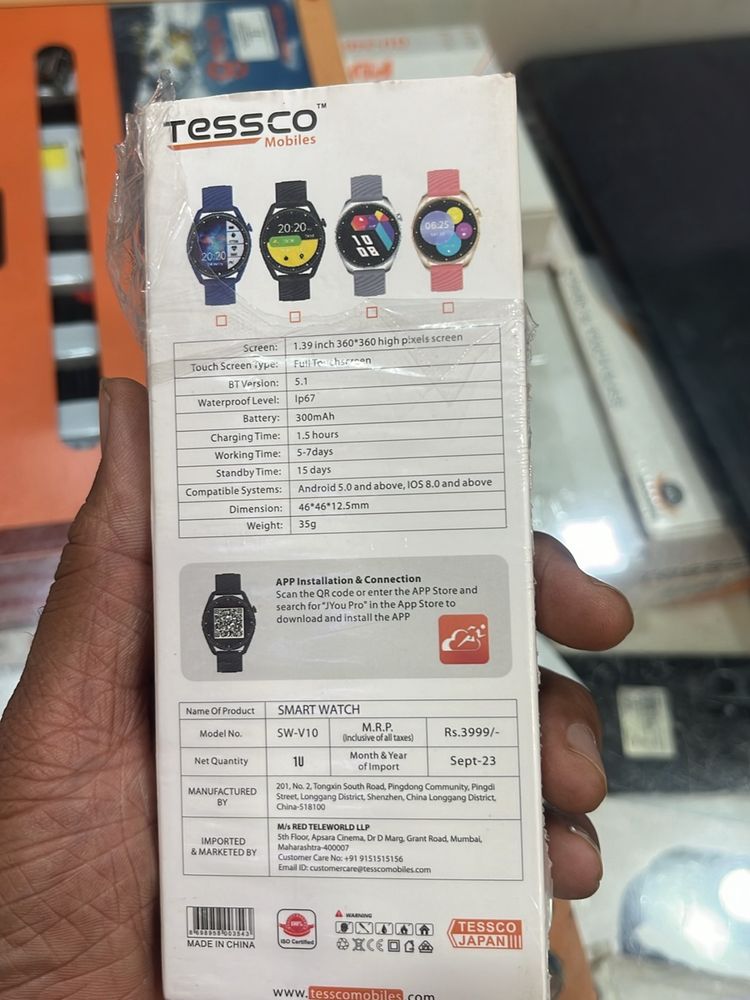 TESSCO™
Mobiles
20:20
20:20
10
08
06:25
Screen: 1.39 inch 360*360 high pixels screen
Touch Screen Type: Full Touchscreen
BT Version: 5.1
Waterproof Level: Ip67
Battery: 300mAh
Charging Time: 1.5 hours
Working Time: 5-7days
Standby Time: 15 days
Compatible Systems: Android 5.0 and above, IOS 8.0 and above
Dimension: 46*46*12.5mm
Weight: 35g
APP Installation & Connection
Scan the QR code or enter the APP Store and
search for "JYou Pro" in the App Store to
download and install the APP
Name Of Product SMART WATCH
Model No. SW-V10 M.R.P. (Inclusive of all taxes) Rs.3999/-
Net Quantity 1U Month & Year of Import Sept-23
MANUFACTURED BY
201, No. 2, Tongxin South Road, Pingdong Community, Pingdi
Street, Longgang District, Shenzhen, China Longgang District,
China-518100
IMPORTED & MARKETED BY
M/s RED TELEWORLD LLP
5th Floor, Apsara Cinema, Dr D Marg, Grant Road, Mumbai,
Maharashtra-400007
Customer Care No: +91 9151515156
Email ID: customercare@tesscomobiles.com
8 698958 003543
MADE IN CHINA
ISO Certified
WARNING
TESSCO
JAPAN
www.tesscomobiles.com